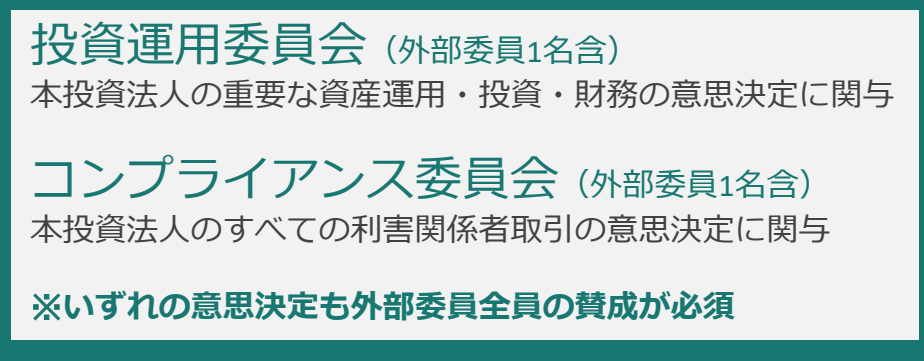 投資運用委員会（外部委員1名含）
本投資法人の重要な資産運用・投資・財務の意思決定に関与
コンプライアンス委員会（外部委員1名含）
本投資法人のすべての利害関係者取引の意思決定に関与
※いずれの意思決定も外部委員全員の賛成が必須